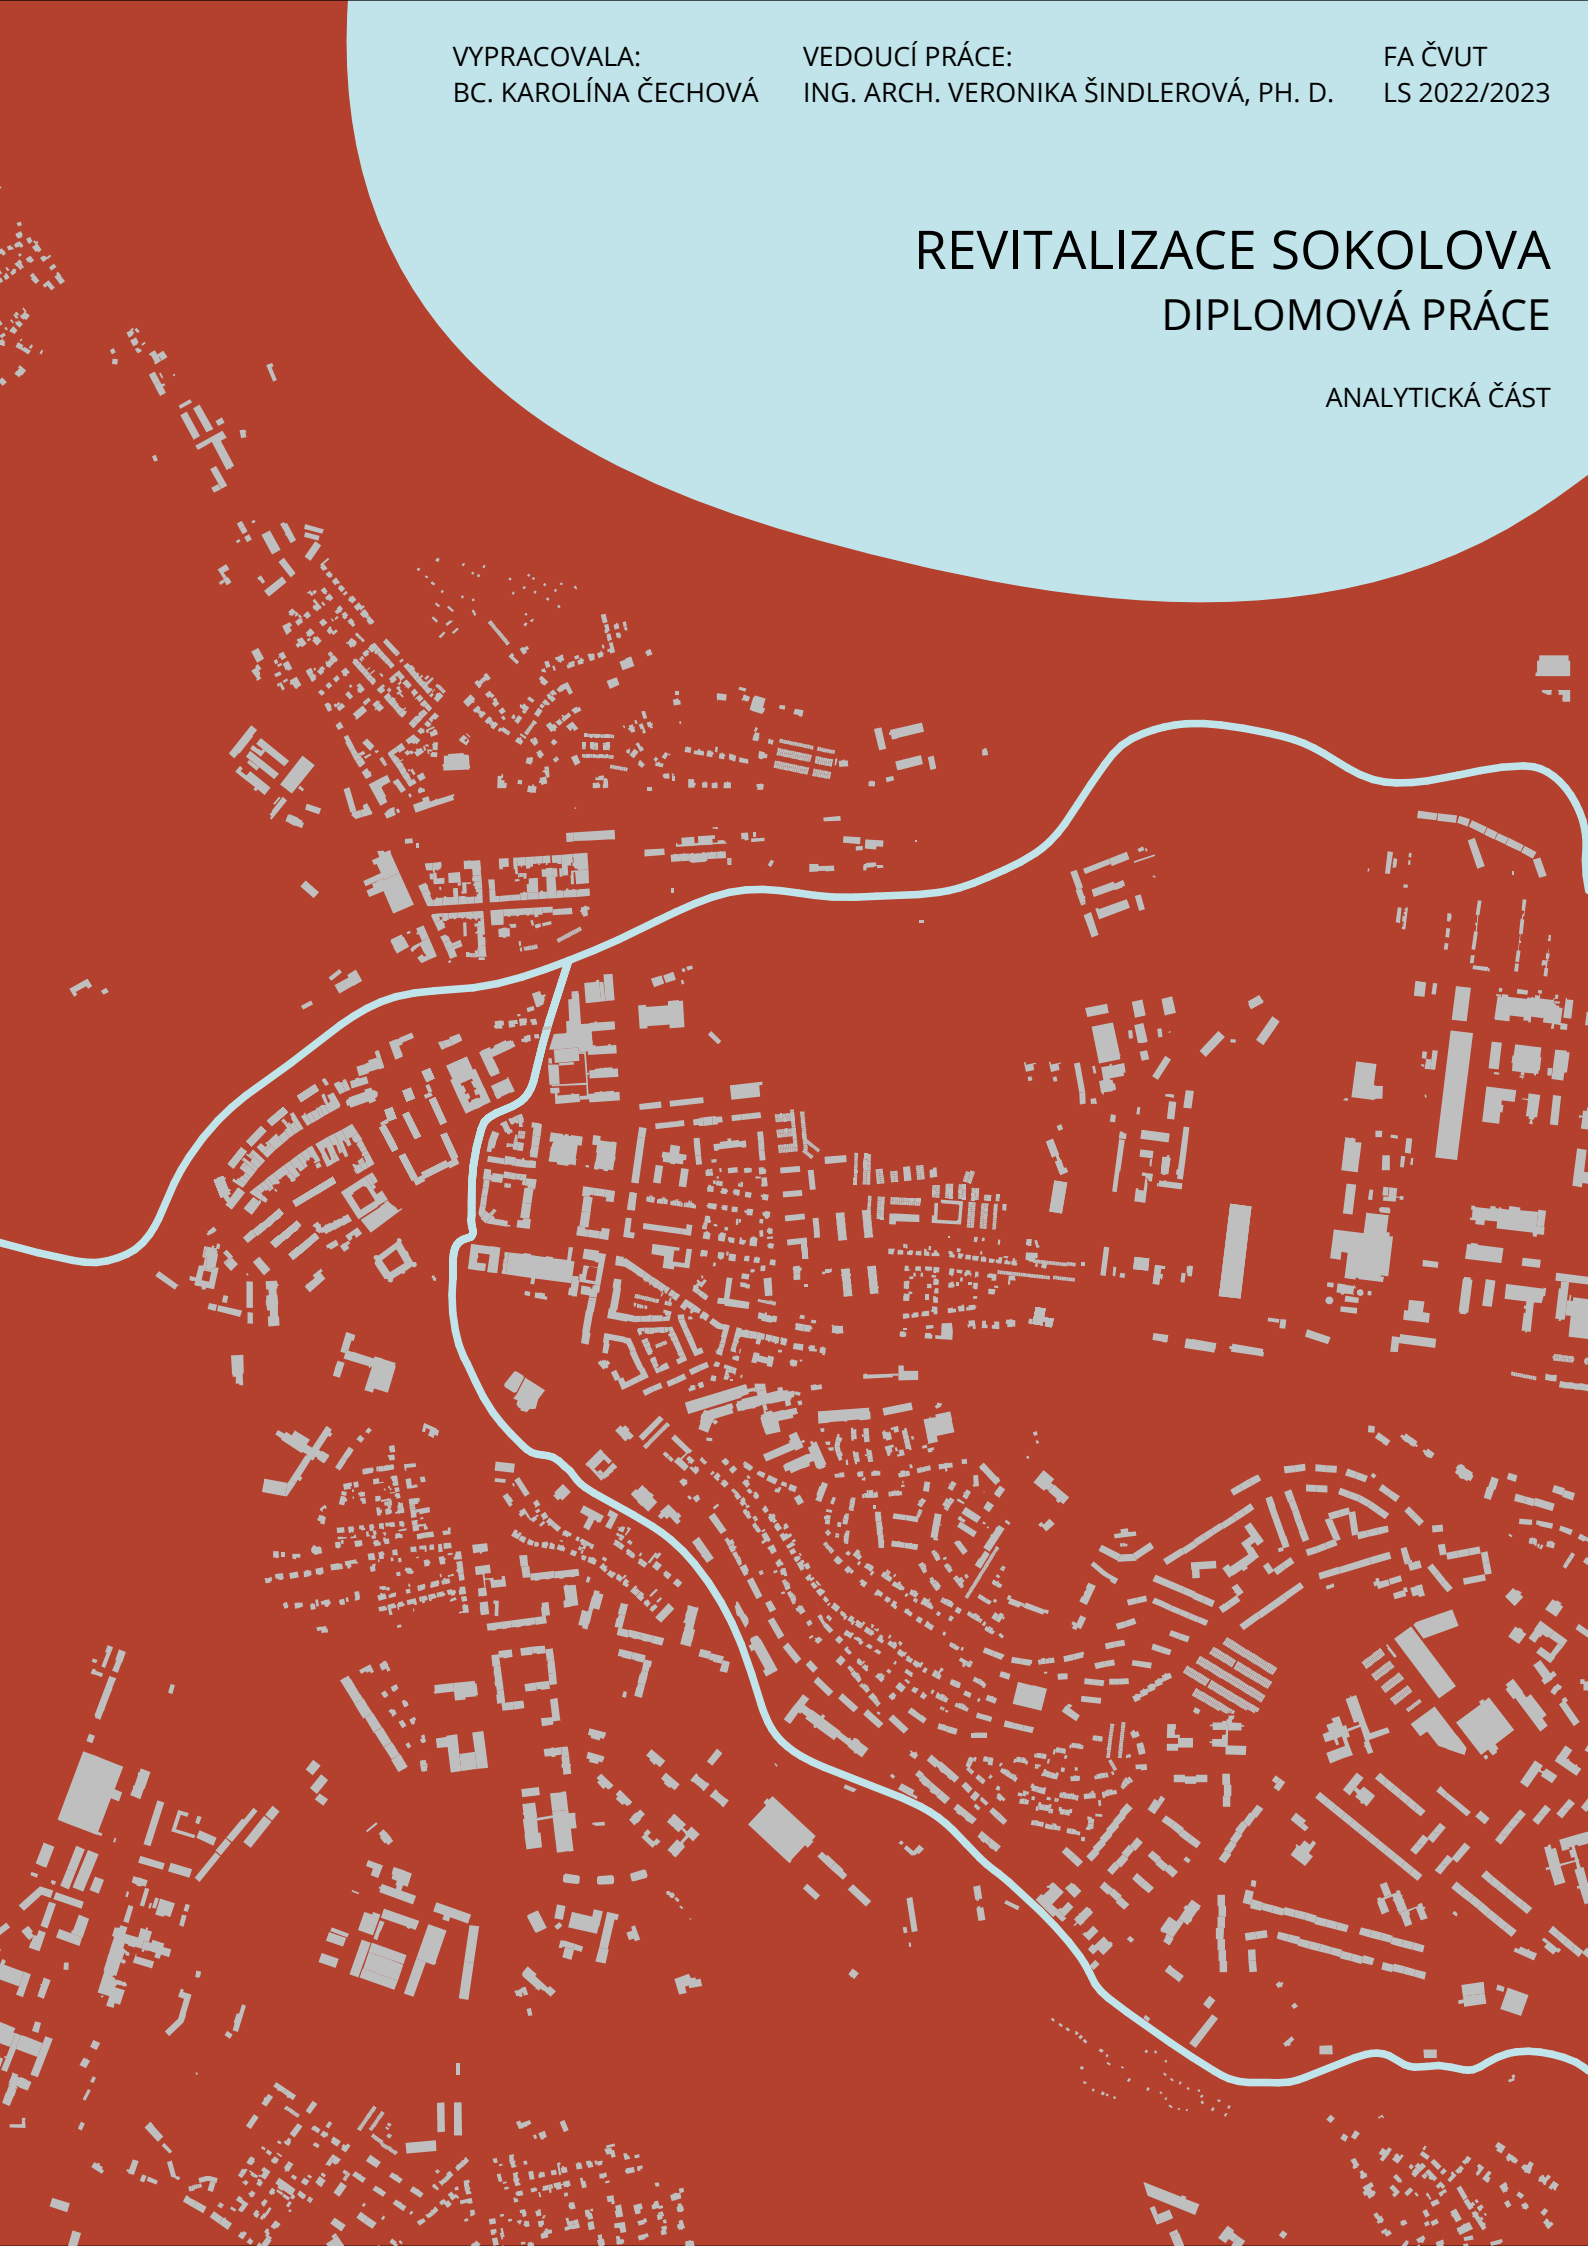 VYPRACOVALA:
BC. KAROLÍNA ČECHOVÁ
VEDOUCÍ PRÁCE:
ING. ARCH. VERONIKA ŠINDLEROVÁ, PH. D.
FA ČVUT
LS 2022/2023
REVITALIZACE SOKOLOVA
DIPLOMOVÁ PRÁCE
ANALYTICKÁ ČÁST